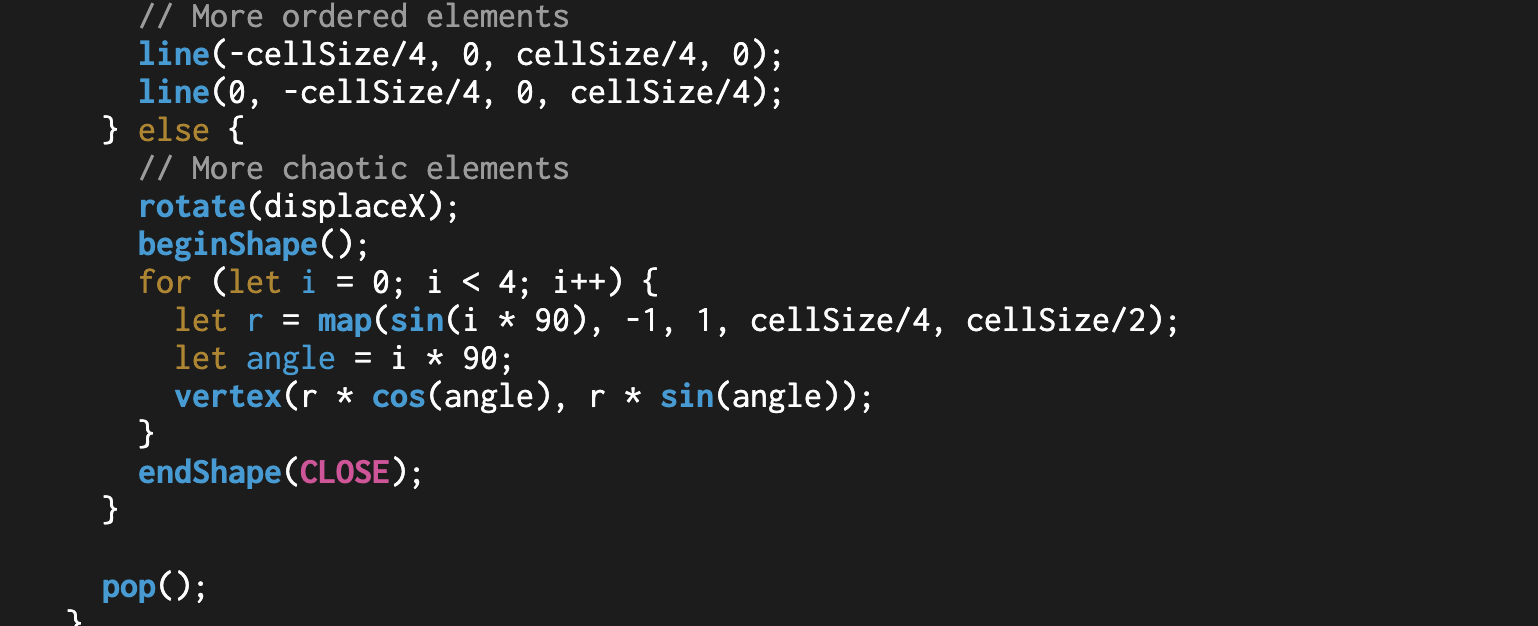 // More ordered elements
line(-cellSize/4, 0, cellSize/4, 0);
line(0, -cellSize/4, 0, cellSize/4);
} else {
// More chaotic elements
rotate(displaceX);
beginShape();
for (let i = 0; i < 4; i++) {
let r = map(sin(i * 90), -1, 1, cellSize/4, cellSize/2);
let angle = i * 90;
vertex(r * cos(angle), r * sin(angle));
}
endShape(CLOSE);
}
pop();
}